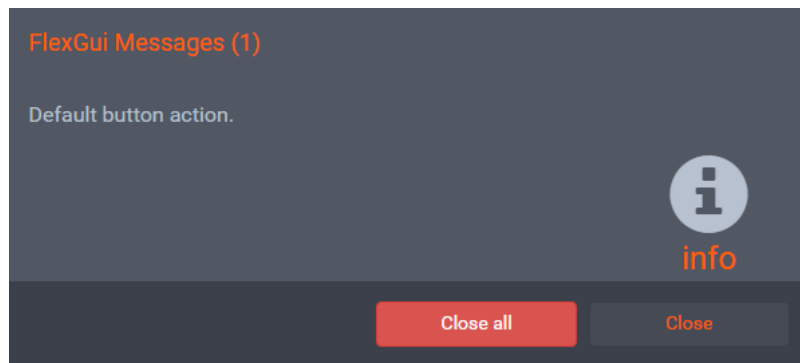 FlexGui Messages (1)
Default button action.
info
Close all
Close